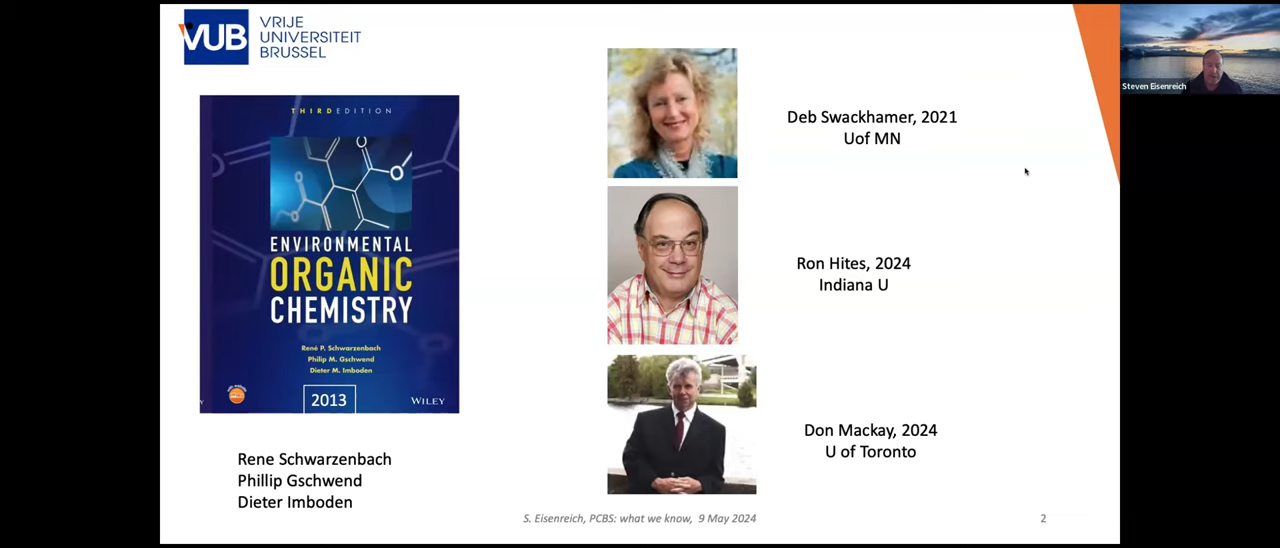 VUB
VRIJE
UNIVERSITEIT
BRUSSEL
THIRD EDITION
ENVIRONMENTAL
ORGANIC
CHEMISTRY
René P. Schwarzenbach
Philip M. Gschwend
Dieter M. Imboden
2013
WILEY
Rene Schwarzenbach
Phillip Gschwend
Dieter Imboden
Deb Swackhamer, 2021
Uof MN
Ron Hites, 2024
Indiana U
Don Mackay, 2024
U of Toronto
S. Eisenreich, PCBS: what we know, 9 May 2024
2
Steven Eisenreich